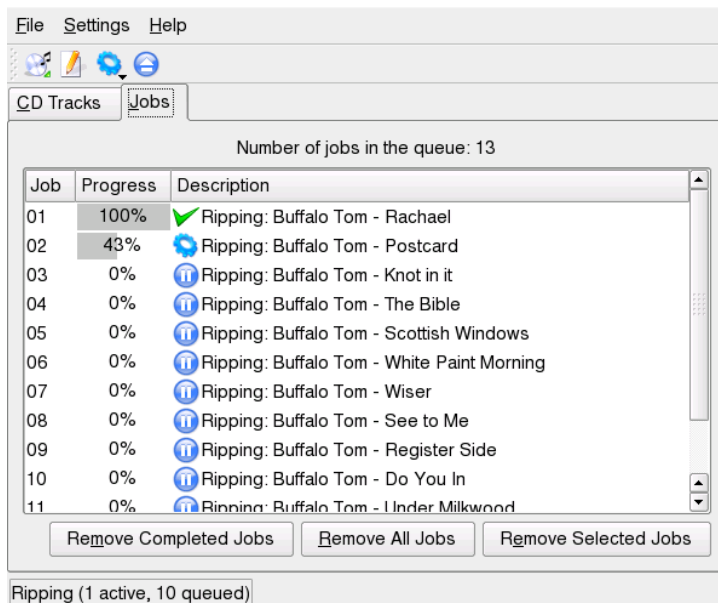 File Settings Help
CD Tracks Jobs
Number of jobs in the queue: 13
Job Progress Description
01 100% Ripping: Buffalo Tom - Rachael
02 43% Ripping: Buffalo Tom - Postcard
03 0% Ripping: Buffalo Tom - Knot in it
04 0% Ripping: Buffalo Tom - The Bible
05 0% Ripping: Buffalo Tom - Scottish Windows
06 0% Ripping: Buffalo Tom - White Paint Morning
07 0% Ripping: Buffalo Tom - Wiser
08 0% Ripping: Buffalo Tom - See to Me
09 0% Ripping: Buffalo Tom - Register Side
10 0% Ripping: Buffalo Tom - Do You In
11 0% Ripping: Buffalo Tom - Under Milkwood
Remove Completed Jobs Remove All Jobs Remove Selected Jobs
Ripping (1 active, 10 queued)